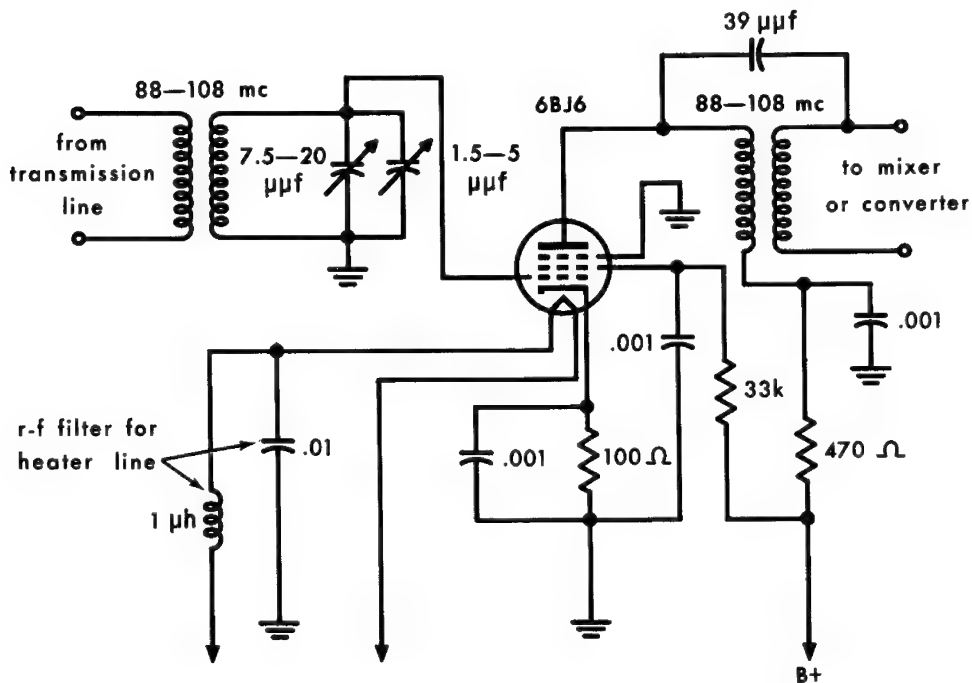 39 μμf
88—108 mc
6BJ6
88—108 mc
from
transmission
line
7.5—20
μμf
1.5—5
μμf
to mixer
or converter
.001
.001
33k
r-f filter for
heater line
.01
.001
100 Ω
470 Ω
1 μh
B+